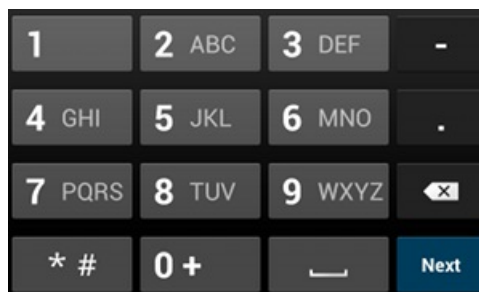 1 2 ABC 3 DEF -
4 GHI 5 JKL 6 MNO .
7 PQRS 8 TUV 9 WXYZ
* # 0 + Next